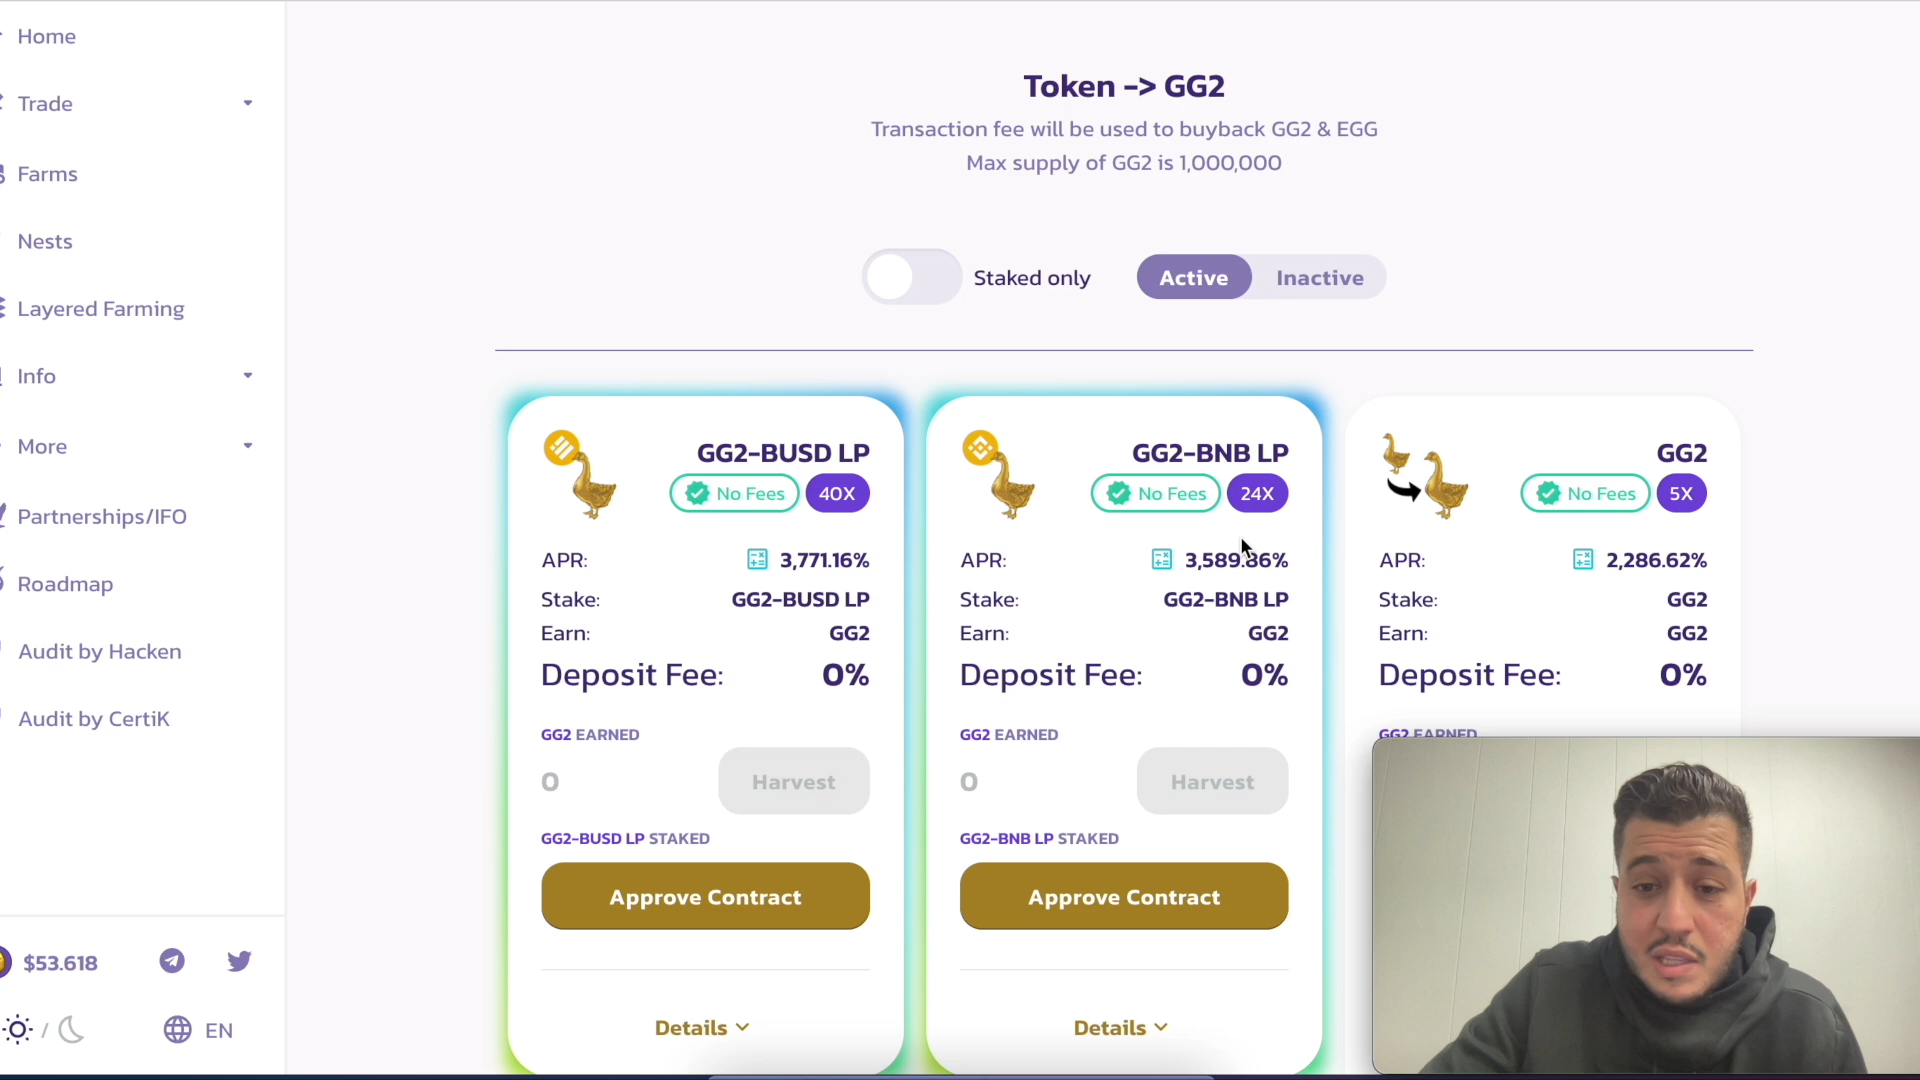 Home
Trade
Farms
Nests
Layered Farming
Info
More
Partnerships/IFO
Roadmap
Audit by Hacken
Audit by CertiK
$53.618
/
EN
Token -> GG2
Transaction fee will be used to buyback GG2 & EGG
Max supply of GG2 is 1,000,000
Staked only
Active
Inactive
GG2-BUSD LP
No Fees
40X
APR: 3,771.16%
Stake: GG2-BUSD LP
Earn: GG2
Deposit Fee: 0%
GG2 EARNED
0
Harvest
GG2-BUSD LP STAKED
Approve Contract
Details
GG2-BNB LP
No Fees
24X
APR: 3,589.86%
Stake: GG2-BNB LP
Earn: GG2
Deposit Fee: 0%
GG2 EARNED
0
Harvest
GG2-BNB LP STAKED
Approve Contract
Details
GG2
No Fees
5X
APR: 2,286.62%
Stake: GG2
Earn: GG2
Deposit Fee: 0%
GG2 EARNED